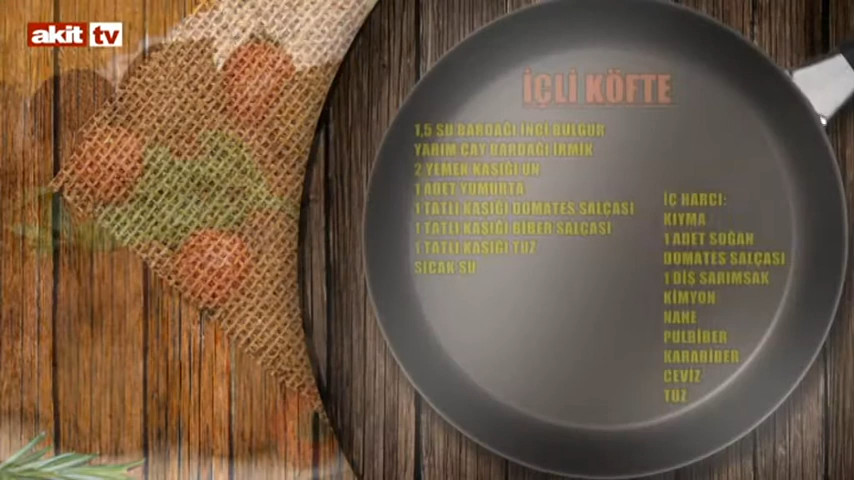 akit tv
İÇLİ KÖFTE
1,5 SU BARDAĞI İNCİ BULGUR
YARIM ÇAY BARDAĞI İRMİK
2 YEMEK KAŞIĞI UN
1 ADET YUMURTA
1 TATLI KAŞIĞI DOMATES SALÇASI
1 TATLI KAŞIĞI BİBER SALÇASI
1 TATLI KAŞIĞI TUZ
SICAK SU
İÇ HARCI:
KIYMA
1 ADET SOĞAN
DOMATES SALÇASI
1 DİŞ SARIMSAK
KİMYON
NANE
PULBİBER
KARABİBER
CEVİZ
TUZ